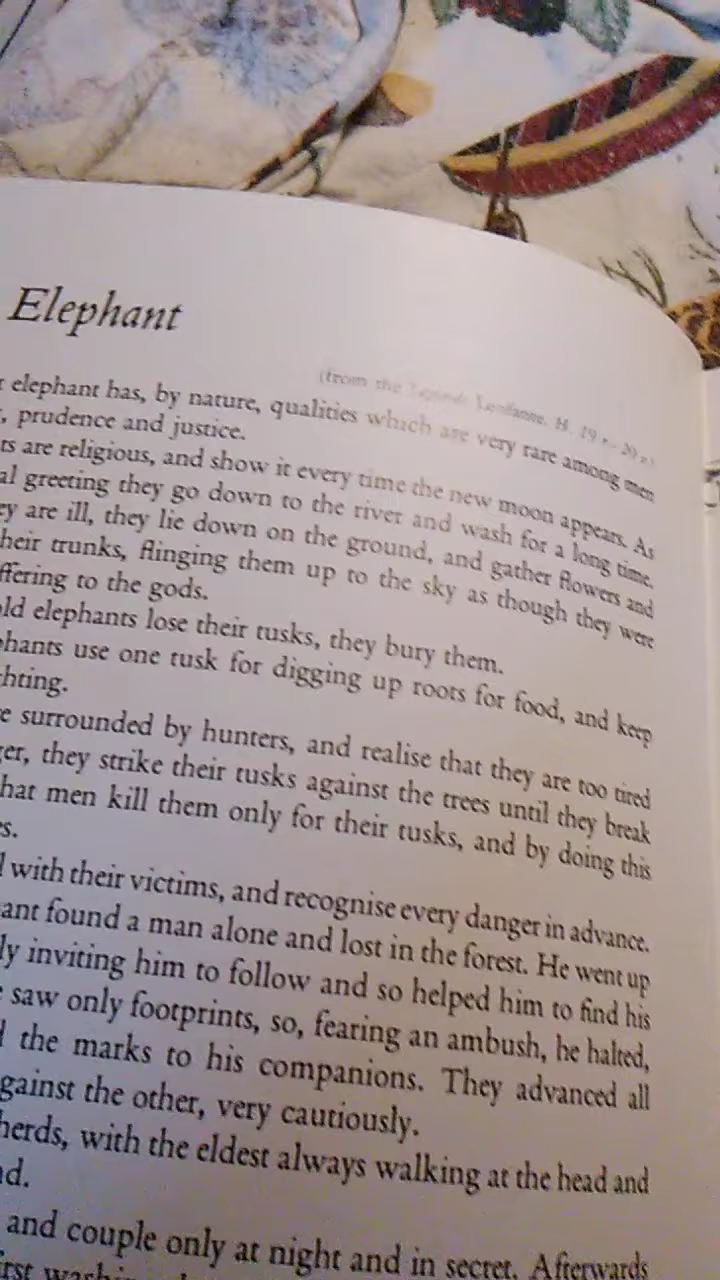 Elephant
(from the Leonfanne. H. 19 r - 20 v)
elephant has, by nature, qualities which are very rare among men
, prudence and justice.
ts are religious, and show it every time the new moon appears. As
al greeting they go down to the river and wash for a long time.
ey are ill, they lie down on the ground, and gather flowers and
heir trunks, flinging them up to the sky as though they were
ffering to the gods.
old elephants lose their tusks, they bury them.
phants use one tusk for digging up roots for food, and keep
hting.
e surrounded by hunters, and realise that they are too tired
ger, they strike their tusks against the trees until they break
hat men kill them only for their tusks, and by doing this
s.
l with their victims, and recognise every danger in advance.
ant found a man alone and lost in the forest. He went up
ly inviting him to follow and so helped him to find his
e saw only footprints, so, fearing an ambush, he halted,
d the marks to his companions. They advanced all
gainst the other, very cautiously.
herds, with the eldest always walking at the head and
nd.
and couple only at night and in secret. Afterwards